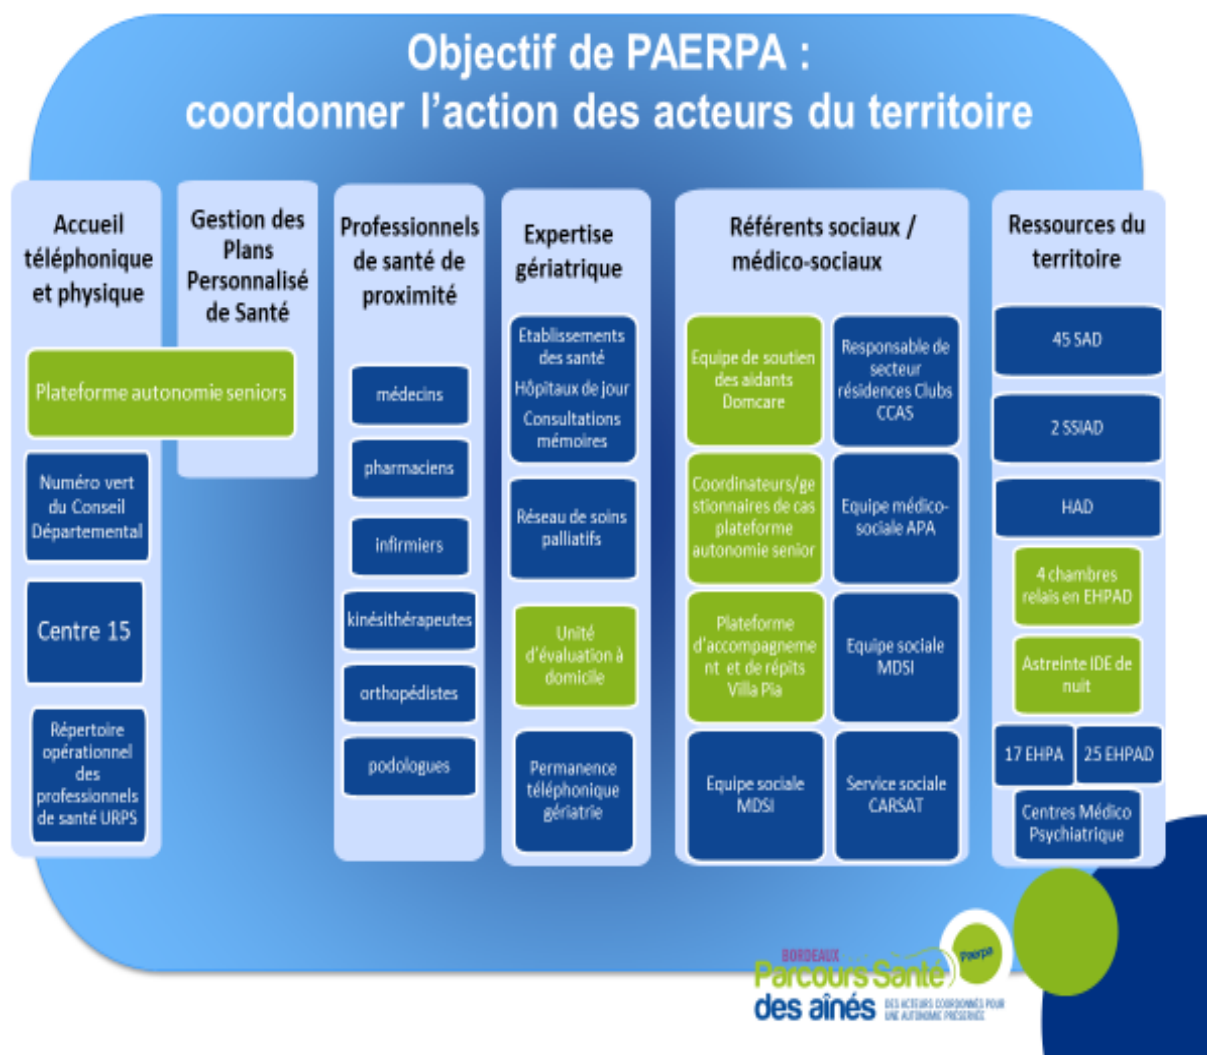 Objectif de PAERPA :
coordonner l’action des acteurs du territoire
Accueil
téléphonique
et physique
Gestion des
Plans
Personnalisé
de Santé
Plateforme autonomie seniors
Numéro vert
du Conseil
Départemental
Centre 15
Répertoire
opérationnel
des
professionnels
de santé URPS
Professionnels
de santé de
proximité
médecins
pharmaciens
infirmiers
kinésithérapeutes
orthopédistes
podologues
Expertise
gériatrique
Etablissements
des santé
Hôpitaux de jour
Consultations
mémoires
Réseau de soins
palliatifs
Unité
d’évaluation à
domicile
Permanence
téléphonique
gériatrie
Référents sociaux /
médico-sociaux
Equipe de soutien
des aidants
Domcare
Responsable de
secteur
résidences Clubs
CCAS
Coordinateurs/ge
stionnaires de cas
plateforme
autonomie senior
Equipe médico-
sociale APA
Plateforme
d’accompagneme
nt et de répits
Villa Pia
Equipe sociale
MDSI
Equipe sociale
MDSI
Service sociale
CARSAT
Ressources du
territoire
45 SAD
2 SSIAD
HAD
4 chambres
relais en EHPAD
Astreinte IDE de
nuit
17 EHPA
25 EHPAD
Centres Médico
Psychiatrique
BORDEAUX
Parcours Santé
des aînés
Paerpa
DES ACTEURS COORDONNÉS POUR
UNE AUTONOMIE PRÉSERVÉE